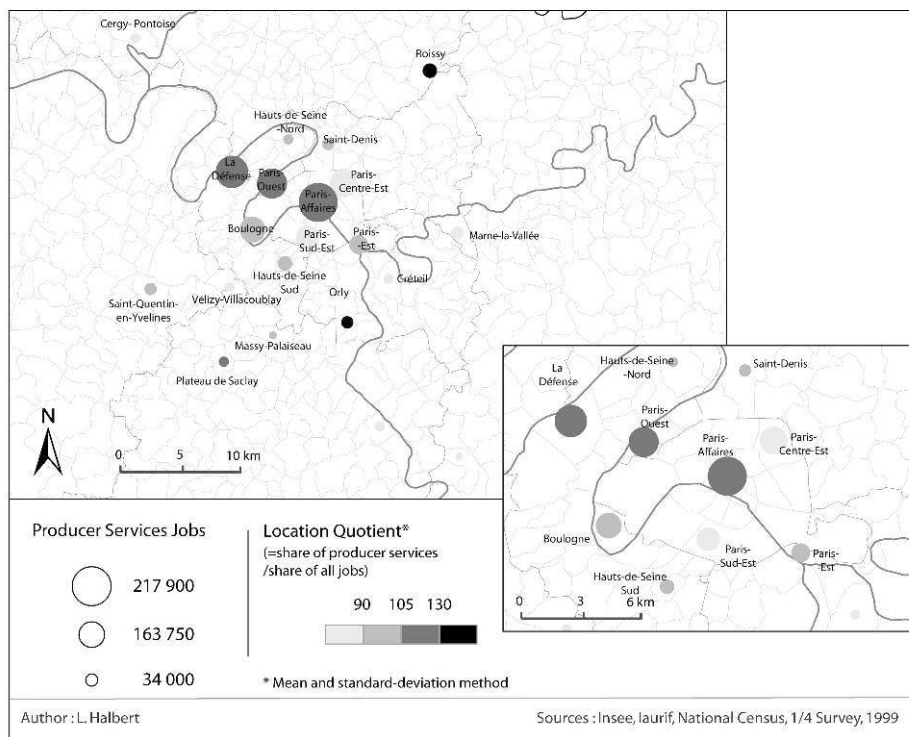 Cergy-Pontoise
Roissy
Hauts-de-Seine
-Nord
Saint-Denis
La
Défense
Paris-
Ouest
Paris-
Centre-Est
Paris-
Affaires
Boulogne
Paris-
Sud-Est
Paris-
-Est
Marne-la-Vallée
Hauts-de-Seine
Sud
Créteil
Vélizy-Villacoublay
Orly
Saint-Quentin-
en-Yvelines
Massy-Palaiseau
Plateau de Saclay
N
0 5 10 km
Hauts-de-Seine
-Nord
Saint-Denis
La
Défense
Paris-
Ouest
Paris-
Affaires
Paris-
Centre-Est
Boulogne
Paris-
Sud-Est
Paris-
Est
Hauts-de-Seine
Sud
0 3 6 km
Producer Services Jobs
217 900
163 750
34 000
Location Quotient*
(=share of producer services
/share of all jobs)
90 105 130
* Mean and standard-deviation method
Author : L. Halbert
Sources : Insee, Iaurif, National Census, 1/4 Survey, 1999